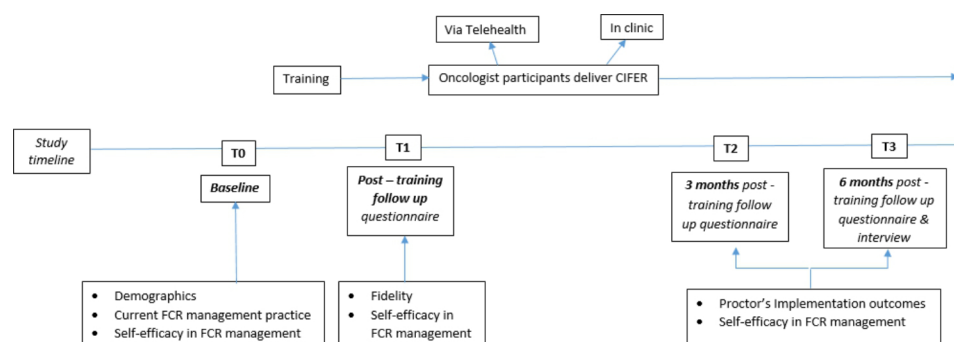 Via Telehealth
In clinic
Training
Oncologist participants deliver CIFER
Study
timeline
T0
T1
T2
T3
Baseline
Post – training
follow up
questionnaire
3 months post -
training follow
up questionnaire
6 months post -
training follow up
questionnaire &
interview
• Demographics
• Current FCR management practice
• Self-efficacy in FCR management
• Fidelity
• Self-efficacy in
FCR management
• Proctor's Implementation outcomes
• Self-efficacy in FCR management